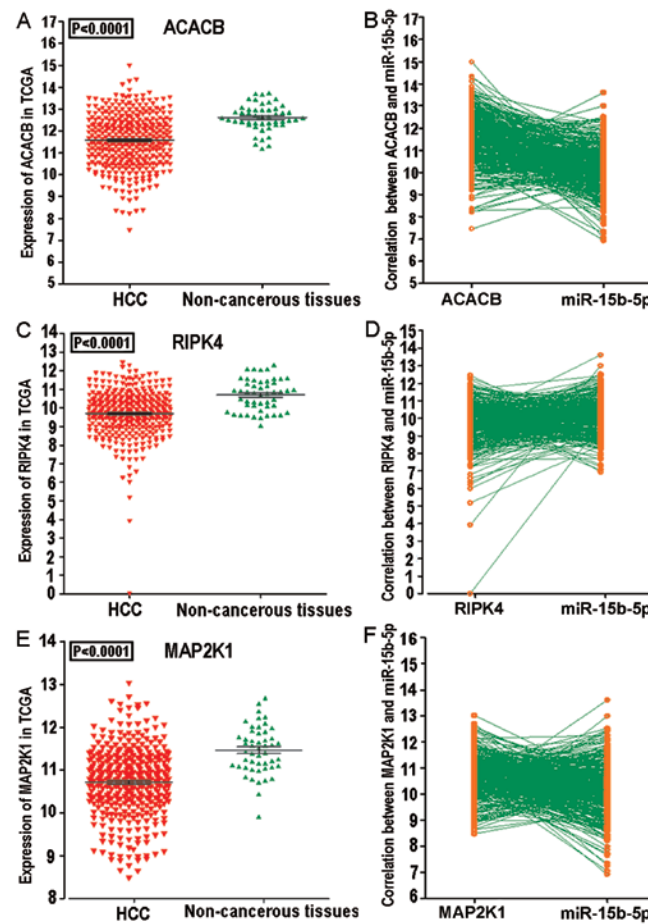 A
P<0.0001
ACACB
Expression of ACACB in TCGA
17
16
15
14
13
12
11
10
9
8
7
6
5
HCC
Non-cancerous tissues
B
Correlation between ACACB and miR-15b-5p
17
16
15
14
13
12
11
10
9
8
7
6
5
ACACB
miR-15b-5p
C
P<0.0001
RIPK4
Expression of RIPK4 in TCGA
14
13
12
11
10
9
8
7
6
5
4
3
2
1
0
HCC
Non-cancerous tissues
D
Correlation between RIPK4 and miR-15b-5p
15
14
13
12
11
10
9
8
7
6
5
4
3
2
1
0
RIPK4
miR-15b-5p
E
P<0.0001
MAP2K1
Expression of MAP2K1 in TCGA
14
13
12
11
10
9
8
HCC
Non-cancerous tissues
F
Correlation between MAP2K1 and miR-15b-5p
16
15
14
13
12
11
10
9
8
7
6
MAP2K1
miR-15b-5p